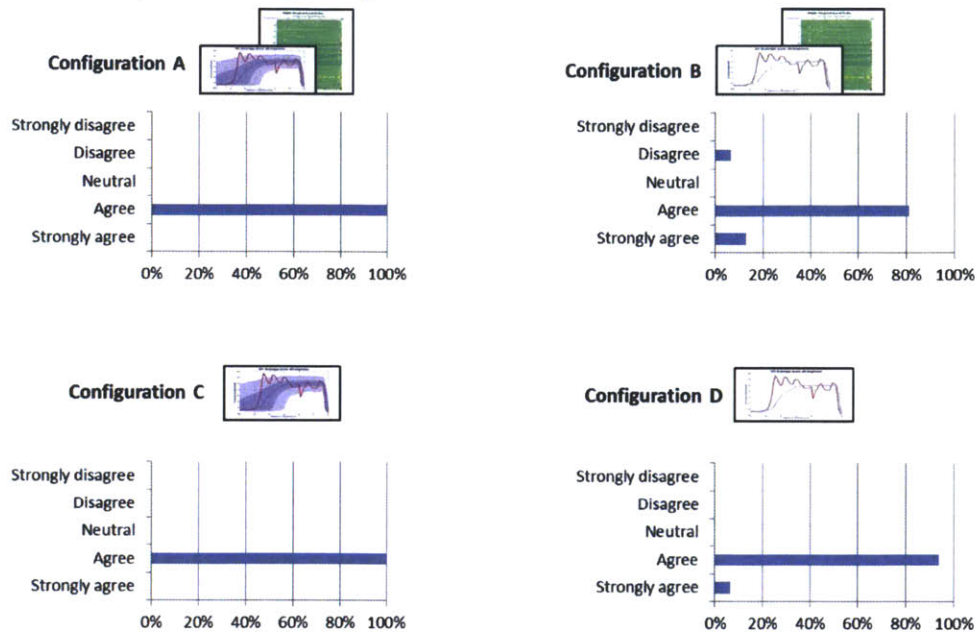 Configuration A
Strongly disagree
Disagree
Neutral
Agree
Strongly agree
0% 20% 40% 60% 80% 100%
Configuration B
Strongly disagree
Disagree
Neutral
Agree
Strongly agree
0% 20% 40% 60% 80% 100%
Configuration C
Strongly disagree
Disagree
Neutral
Agree
Strongly agree
0% 20% 40% 60% 80% 100%
Configuration D
Strongly disagree
Disagree
Neutral
Agree
Strongly agree
0% 20% 40% 60% 80% 100%